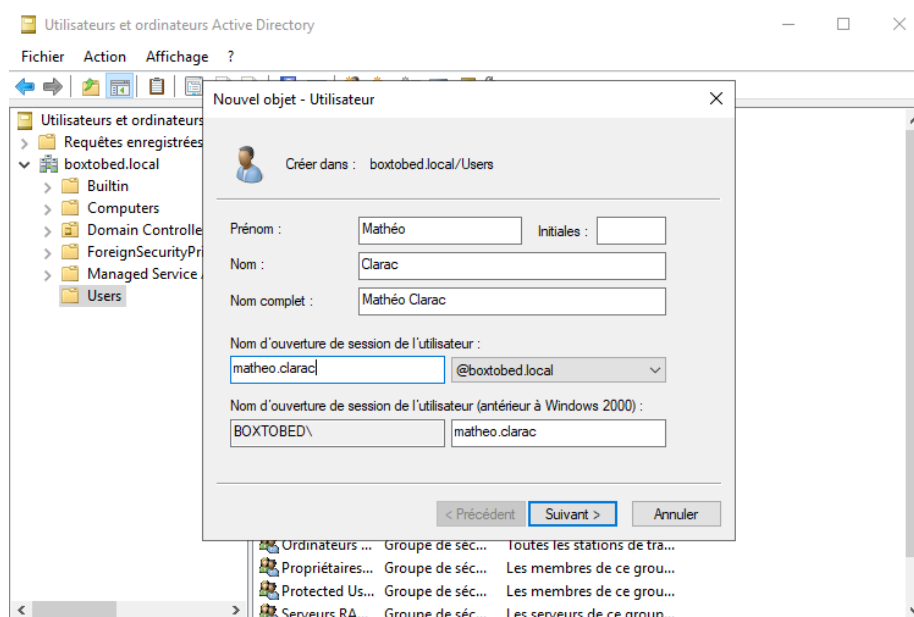 Utilisateurs et ordinateurs Active Directory
Fichier Action Affichage ?
Utilisateurs et ordinateurs
Requêtes enregistrées
boxtobed.local
Builtin
Computers
Domain Controlle
ForeignSecurityPri
Managed Service
Users
Nouvel objet - Utilisateur
Créer dans : boxtobed.local/Users
Prénom : Mathéo Initiales :
Nom : Clarac
Nom complet : Mathéo Clarac
Nom d'ouverture de session de l'utilisateur :
matheo.clarac @boxtobed.local
Nom d'ouverture de session de l'utilisateur (antérieur à Windows 2000) :
BOXTOBED\ matheo.clarac
< Précédent Suivant > Annuler
Ordinateurs ... Groupe de séc... Toutes les stations de tra...
Propriétaires... Groupe de séc... Les membres de ce grou...
Protected Us... Groupe de séc... Les membres de ce grou...
Serveurs RA... Groupe de séc... Les serveurs de ce group...